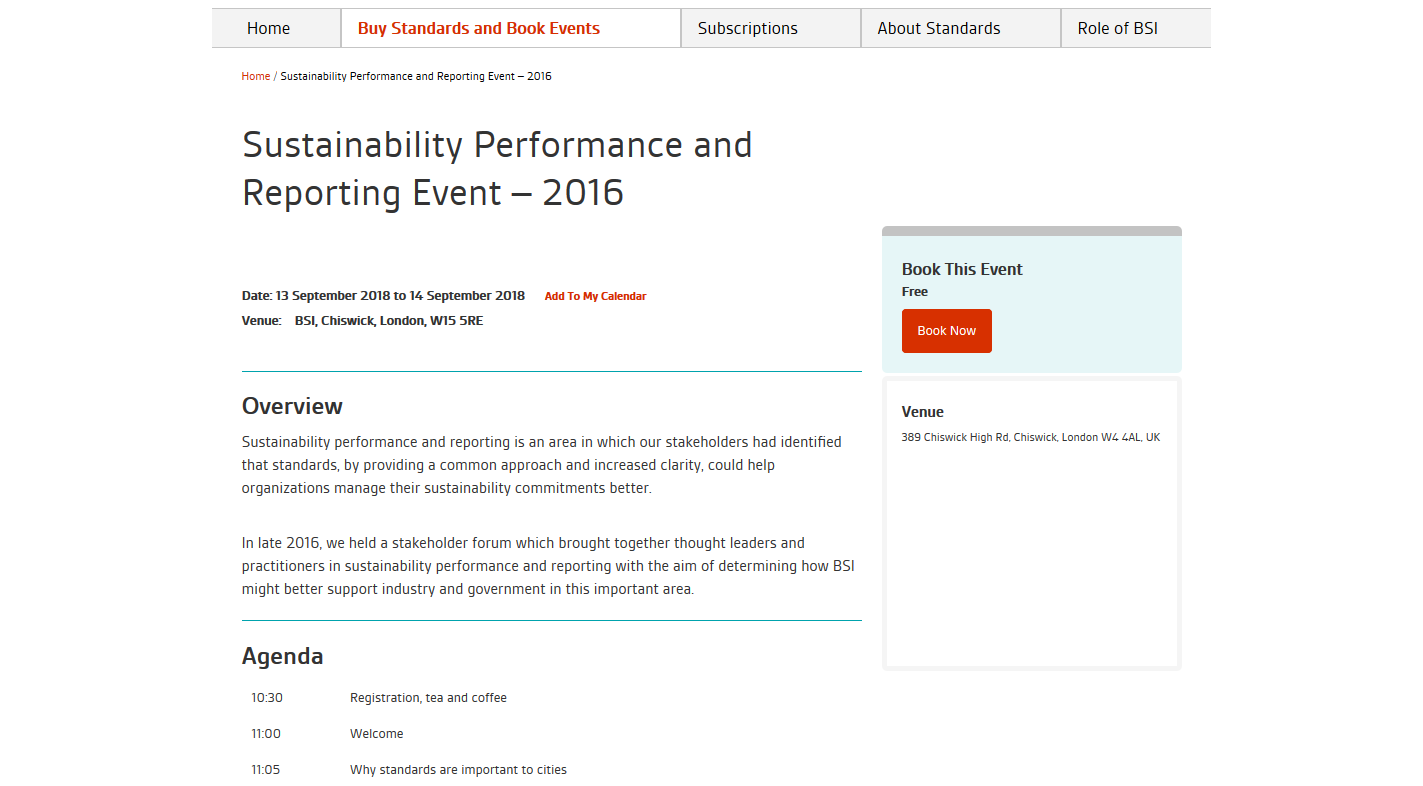 Home
Buy Standards and Book Events
Subscriptions
About Standards
Role of BSI
Home / Sustainability Performance and Reporting Event – 2016
Sustainability Performance and
Reporting Event – 2016
Date: 13 September 2018 to 14 September 2018 Add To My Calendar
Venue: BSI, Chiswick, London, W15 5RE
Book This Event
Free
Book Now
Venue
389 Chiswick High Rd, Chiswick, London W4 4AL, UK
Overview
Sustainability performance and reporting is an area in which our stakeholders had identified
that standards, by providing a common approach and increased clarity, could help
organizations manage their sustainability commitments better.
In late 2016, we held a stakeholder forum which brought together thought leaders and
practitioners in sustainability performance and reporting with the aim of determining how BSI
might better support industry and government in this important area.
Agenda
10:30 Registration, tea and coffee
11:00 Welcome
11:05 Why standards are important to cities